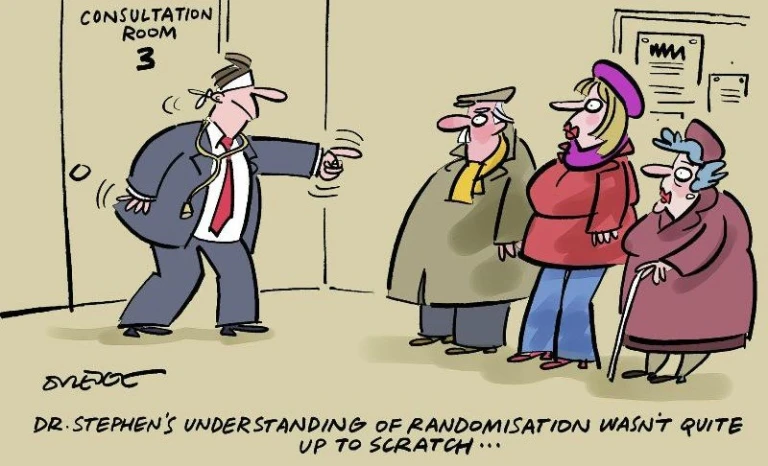 CONSULTATION
ROOM
3
DR. STEPHEN'S UNDERSTANDING OF RANDOMISATION WASN'T QUITE
UP TO SCRATCH...